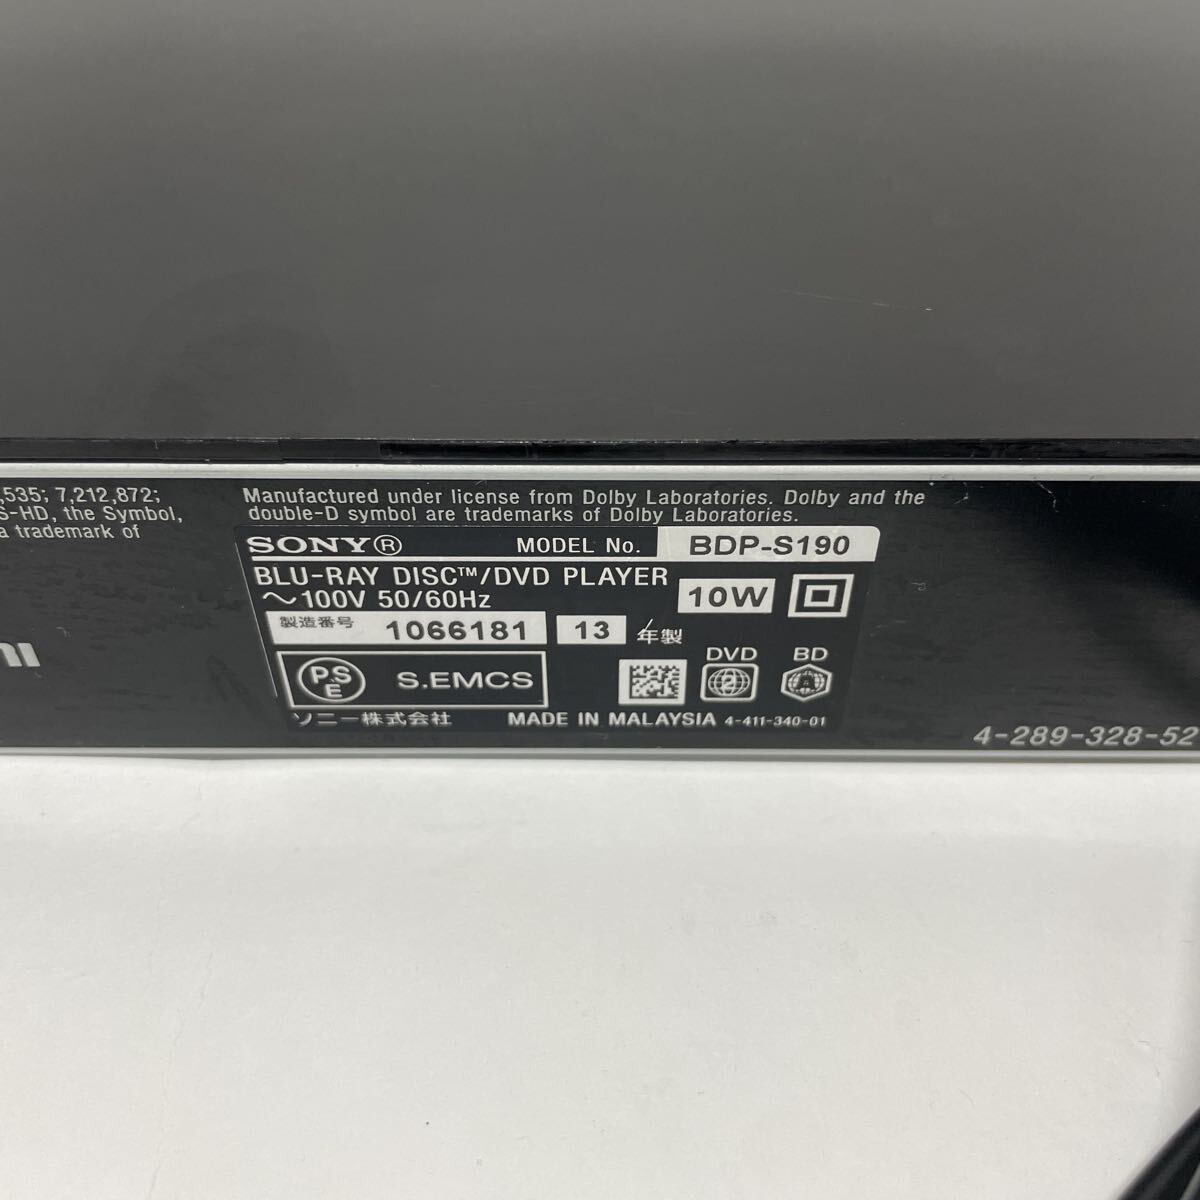 ,535; 7,212,872;
S-HD, the Symbol,
a trademark of
Manufactured under license from Dolby Laboratories. Dolby and the
double-D symbol are trademarks of Dolby Laboratories.
SONY® MODEL No. BDP-S190
BLU-RAY DISC™/DVD PLAYER
～100V 50/60Hz 10W
製造番号 1066181 13 年製
PSE S.EMCS DVD 2 BD A
ソニー株式会社 MADE IN MALAYSIA 4-411-340-01
4-289-328-52